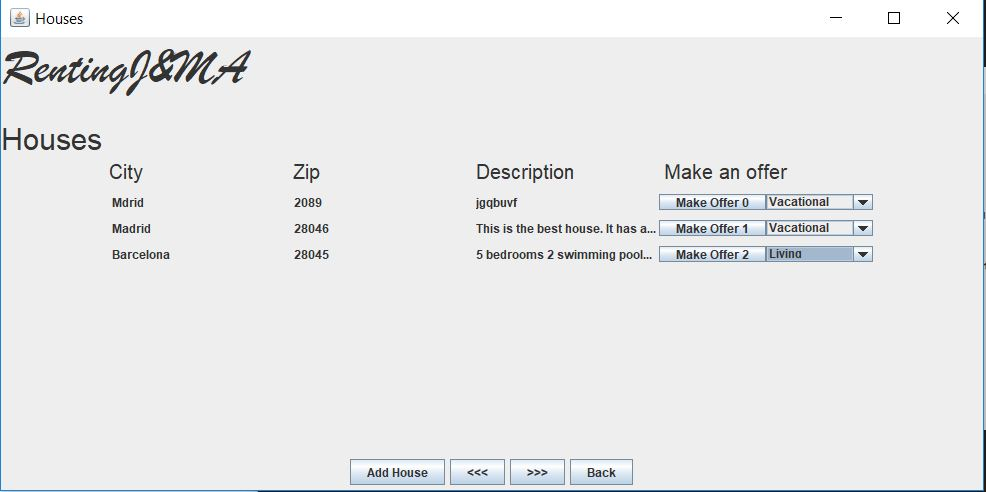 Houses
RentingJ&MA
Houses
City Zip Description Make an offer
Mdrid 2089 jgqbuvf Make Offer 0 Vacational
Madrid 28046 This is the best house. It has a... Make Offer 1 Vacational
Barcelona 28045 5 bedrooms 2 swimming pool... Make Offer 2 Living
Add House <<< >>> Back